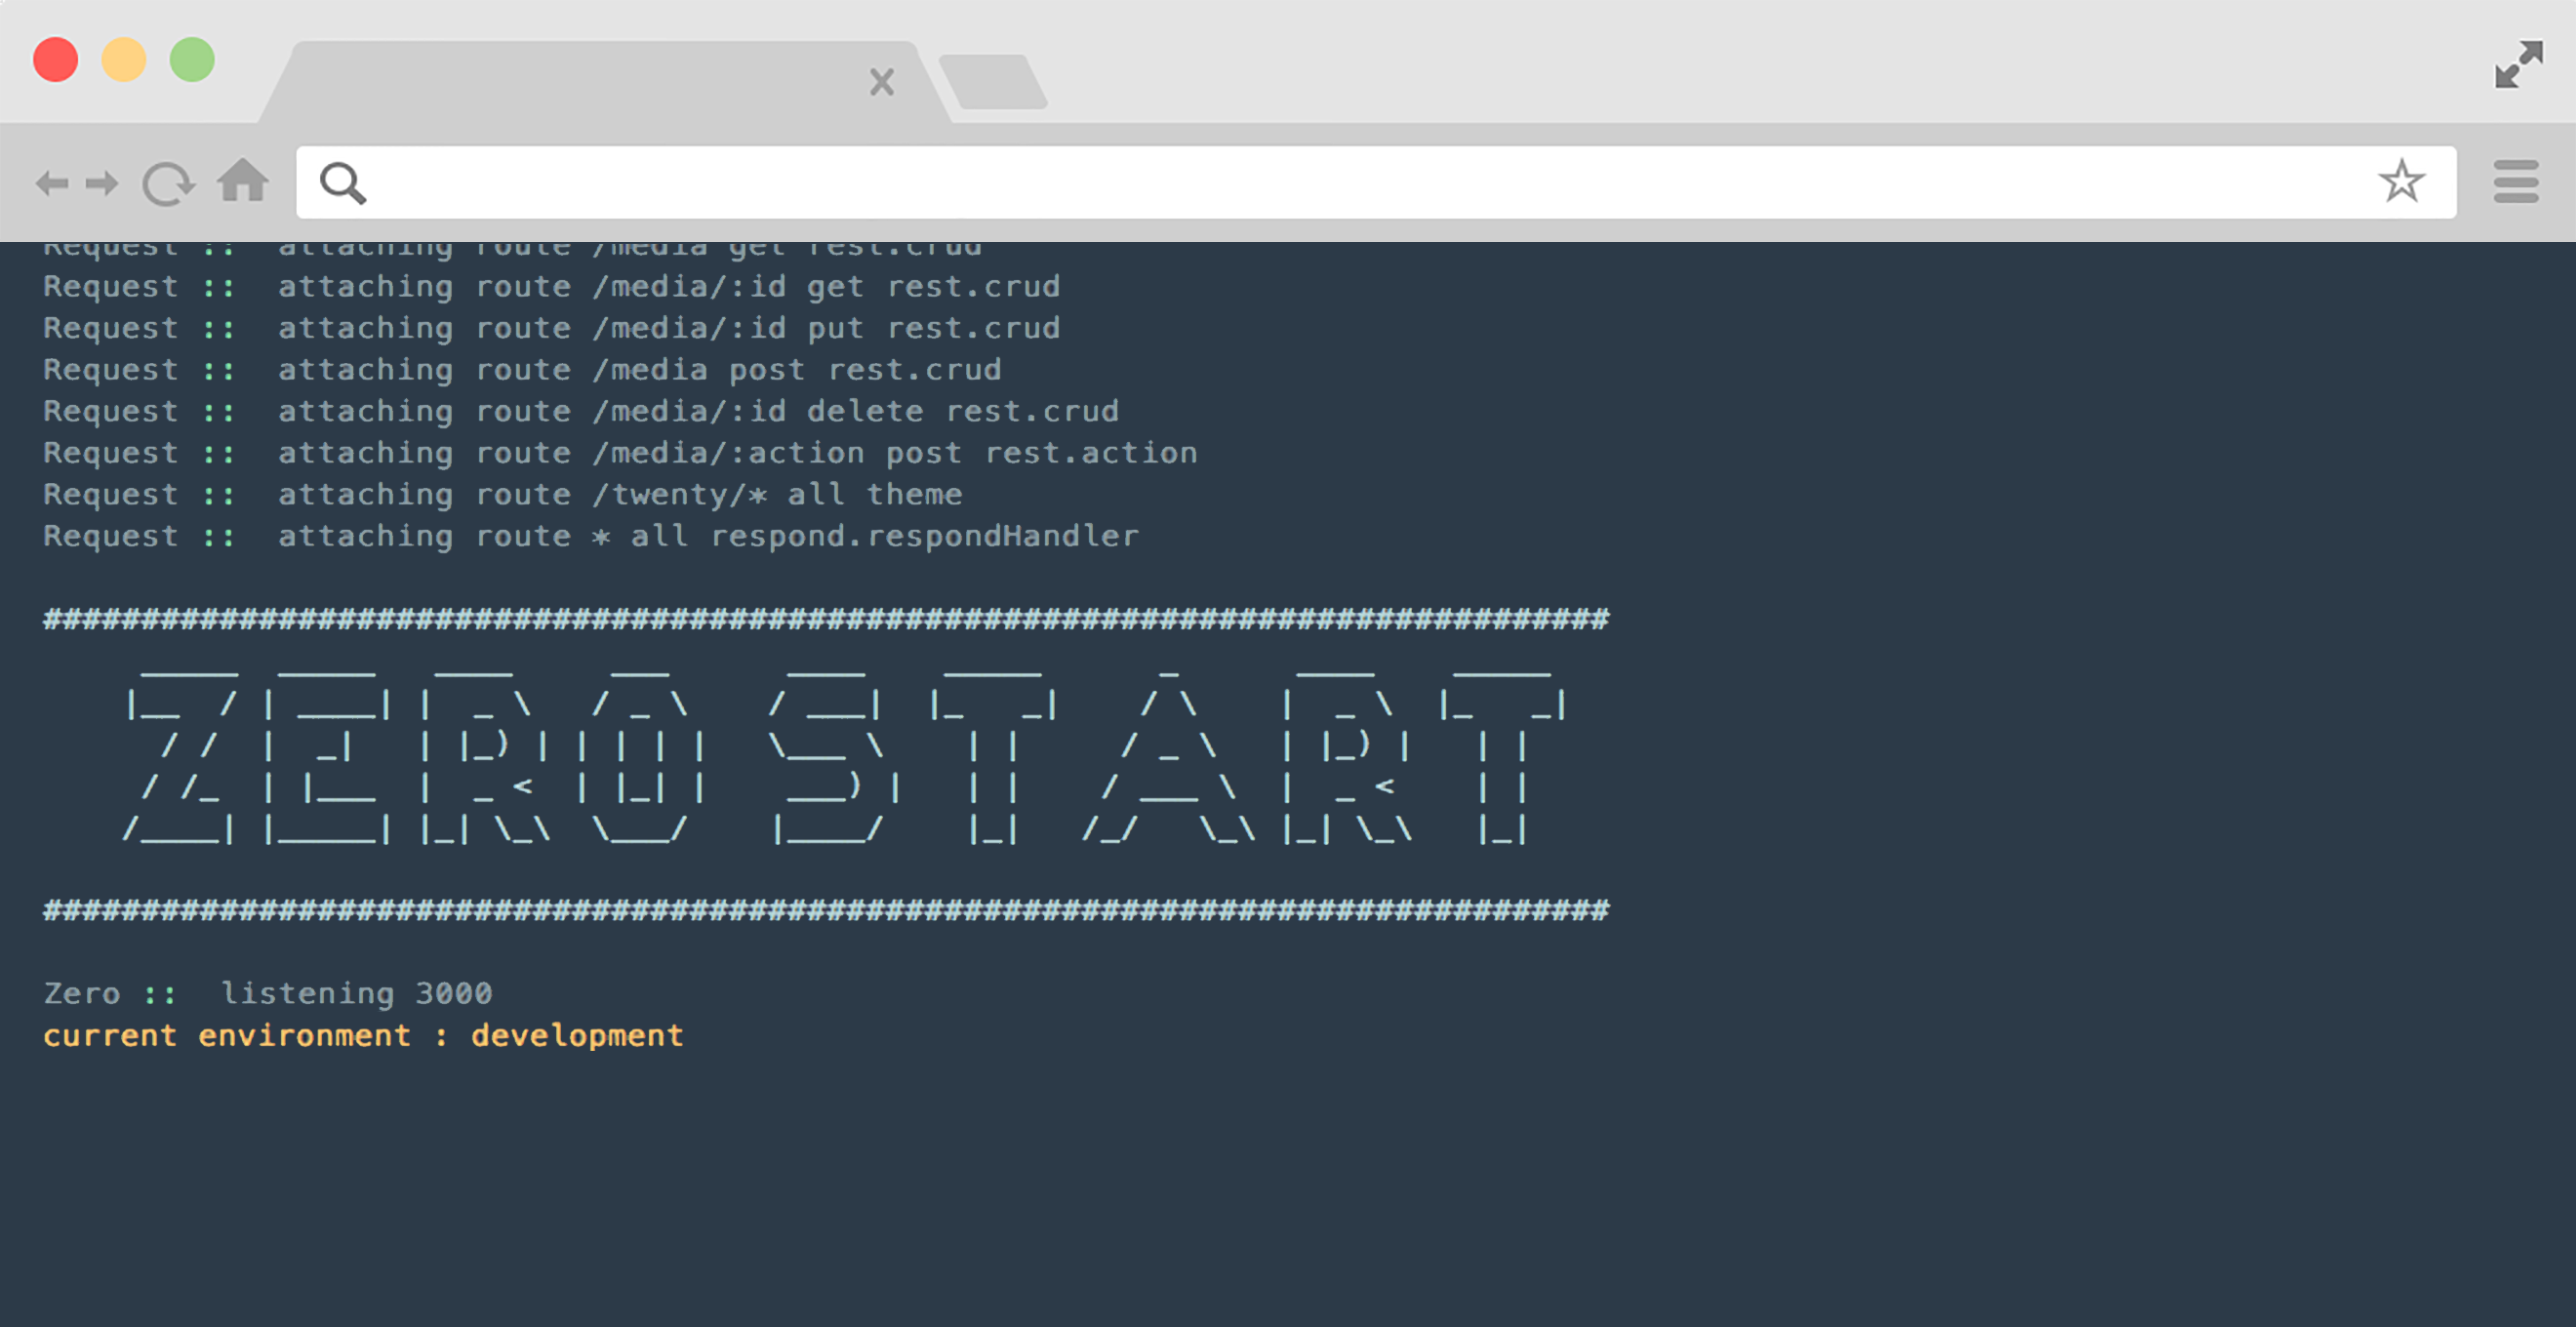 Request ::  attaching route /media get rest.crud
Request ::  attaching route /media/:id get rest.crud
Request ::  attaching route /media/:id put rest.crud
Request ::  attaching route /media post rest.crud
Request ::  attaching route /media/:id delete rest.crud
Request ::  attaching route /media/:action post rest.action
Request ::  attaching route /twenty/* all theme
Request ::  attaching route * all respond.respondHandler
################################################################################
ZERO START
################################################################################
Zero ::  listening 3000
current environment : development